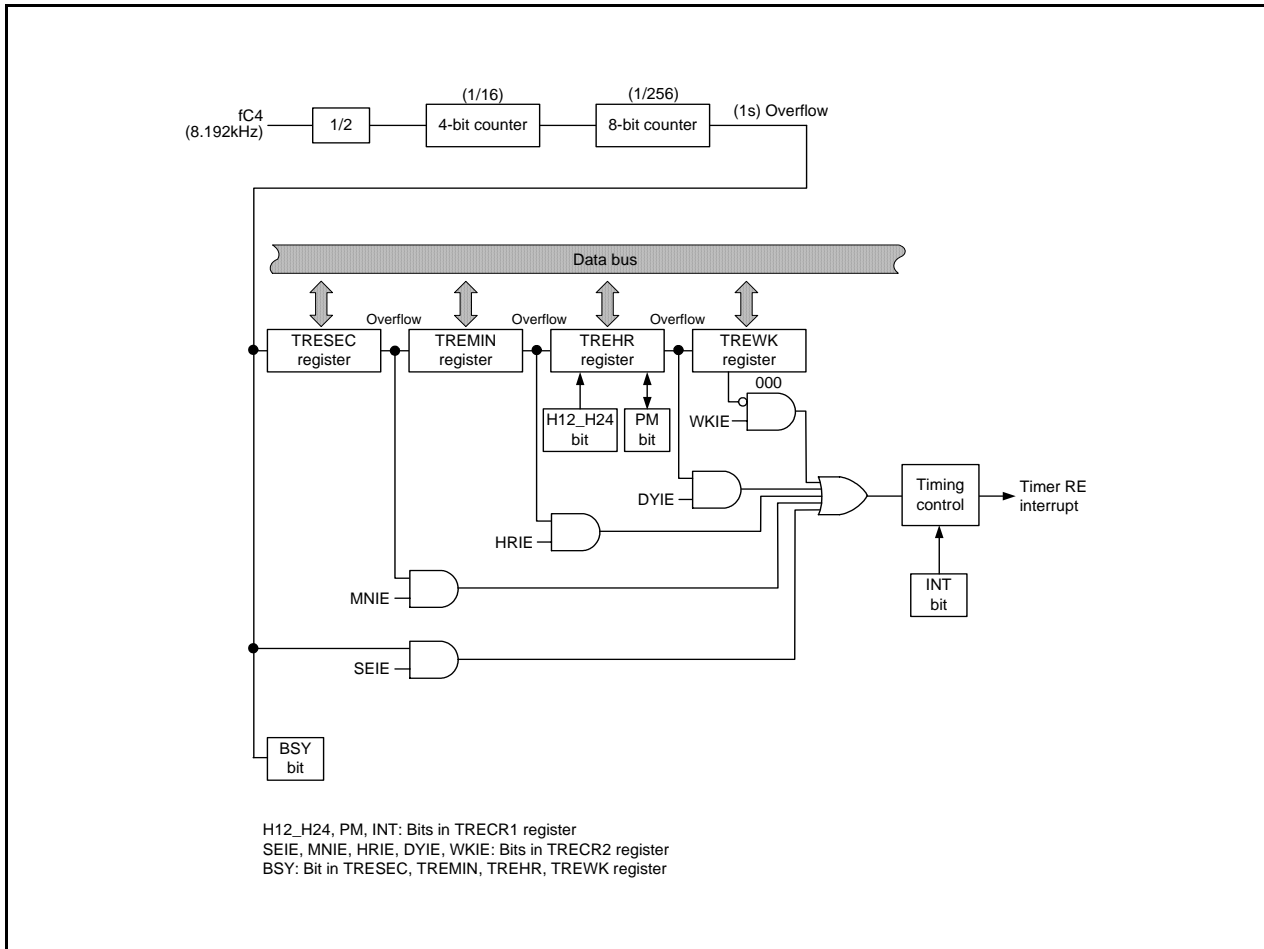 (1/16)
(1/256)
fC4
(8.192kHz)
1/2
4-bit counter
8-bit counter
(1s) Overflow
Data bus
Overflow
Overflow
Overflow
TRESEC
register
TREMIN
register
TREHR
register
TREWK
register
000
H12_H24
bit
PM
bit
WKIE
DYIE
HRIE
MNIE
SEIE
Timing
control
Timer RE
interrupt
INT
bit
BSY
bit
H12_H24, PM, INT: Bits in TRECR1 register
SEIE, MNIE, HRIE, DYIE, WKIE: Bits in TRECR2 register
BSY: Bit in TRESEC, TREMIN, TREHR, TREWK register